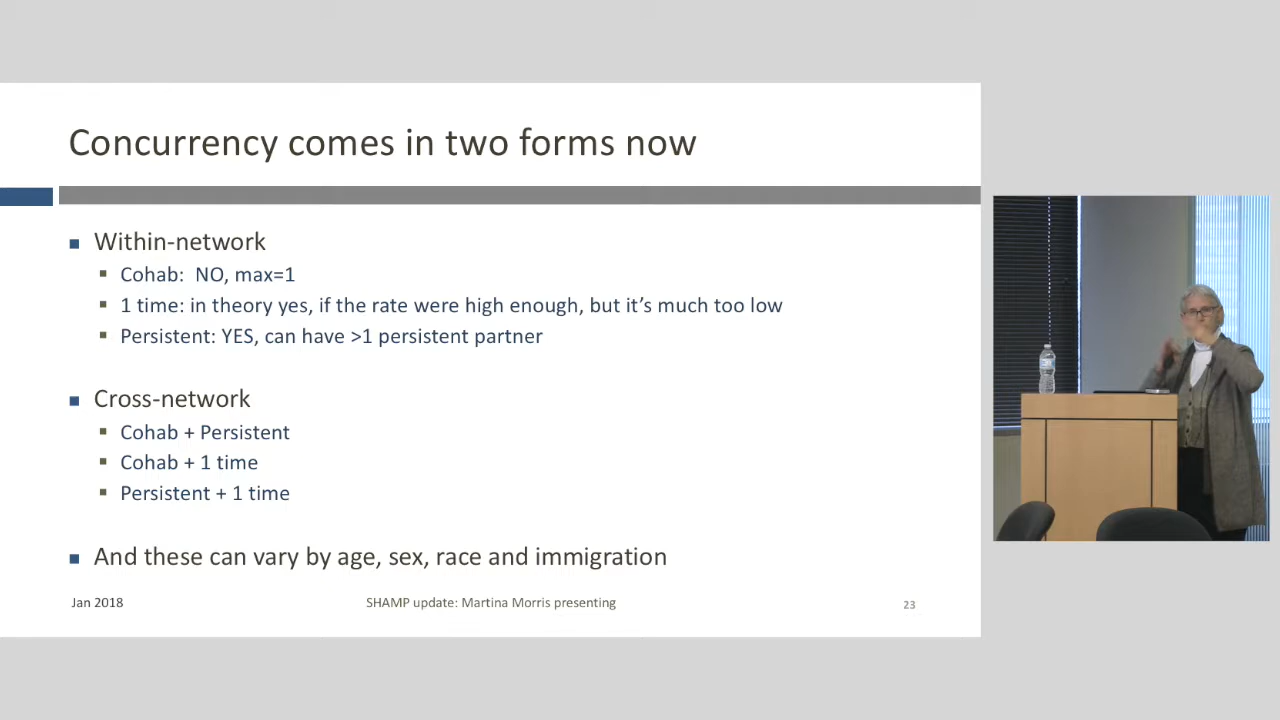 Concurrency comes in two forms now
Within-network
Cohab: NO, max=1
1 time: in theory yes, if the rate were high enough, but it's much too low
Persistent: YES, can have >1 persistent partner
Cross-network
Cohab + Persistent
Cohab + 1 time
Persistent + 1 time
And these can vary by age, sex, race and immigration
Jan 2018
SHAMP update: Martina Morris presenting
23